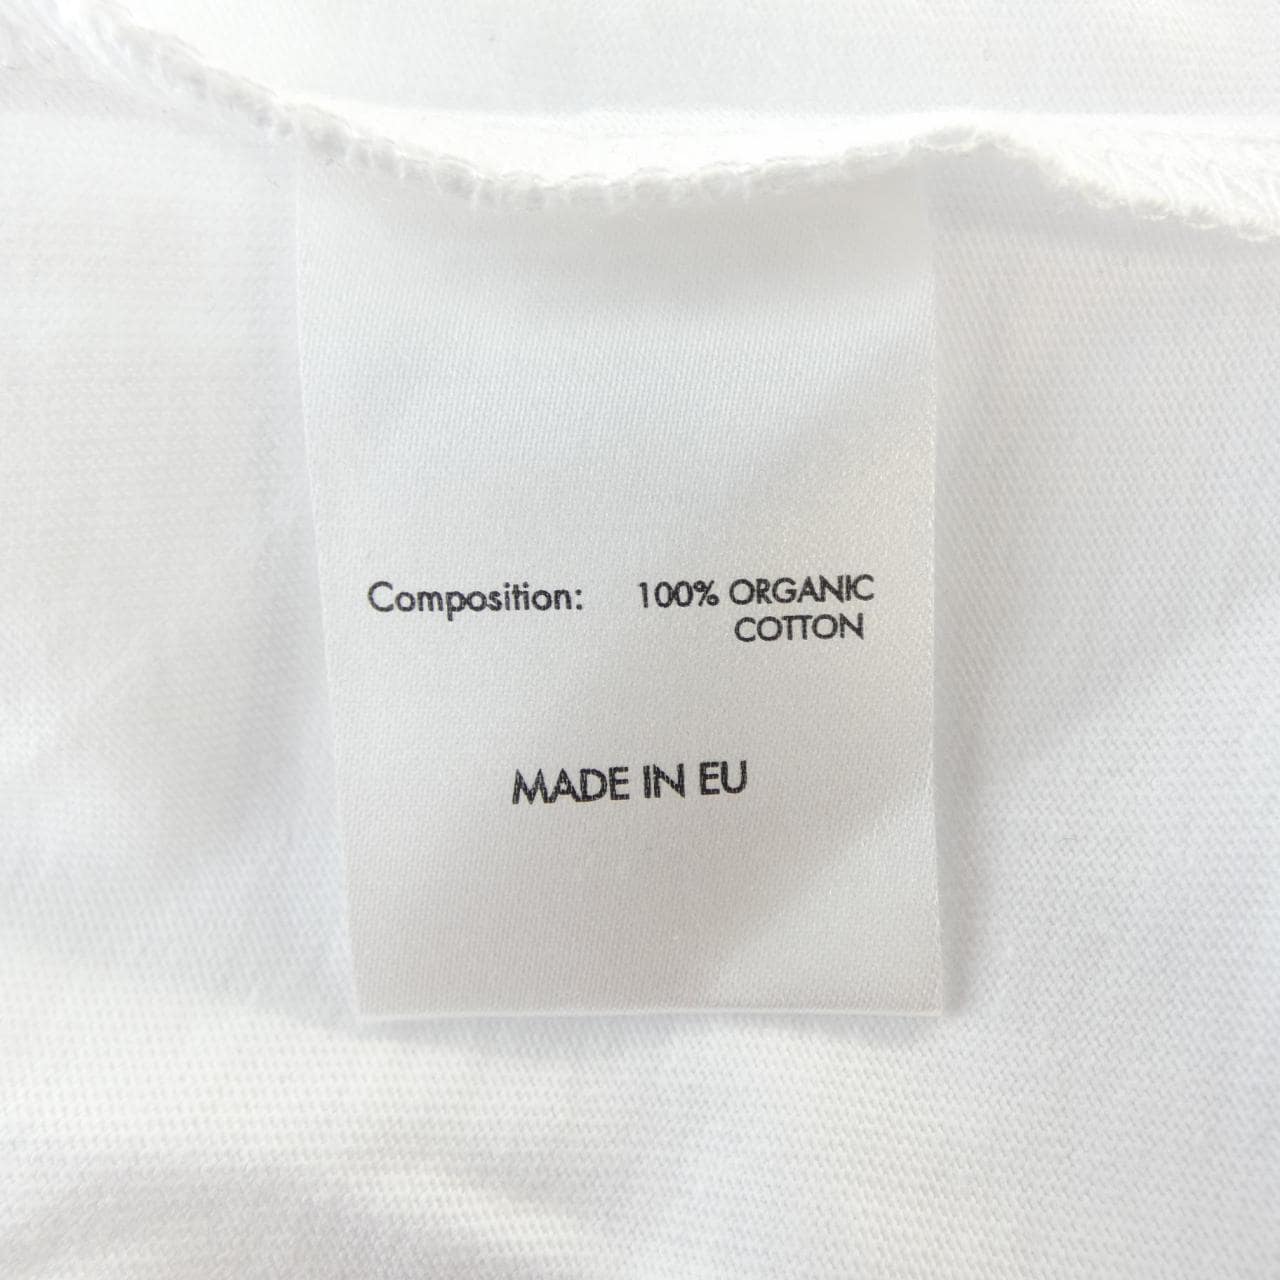 Composition: 100% ORGANIC
COTTON
MADE IN EU